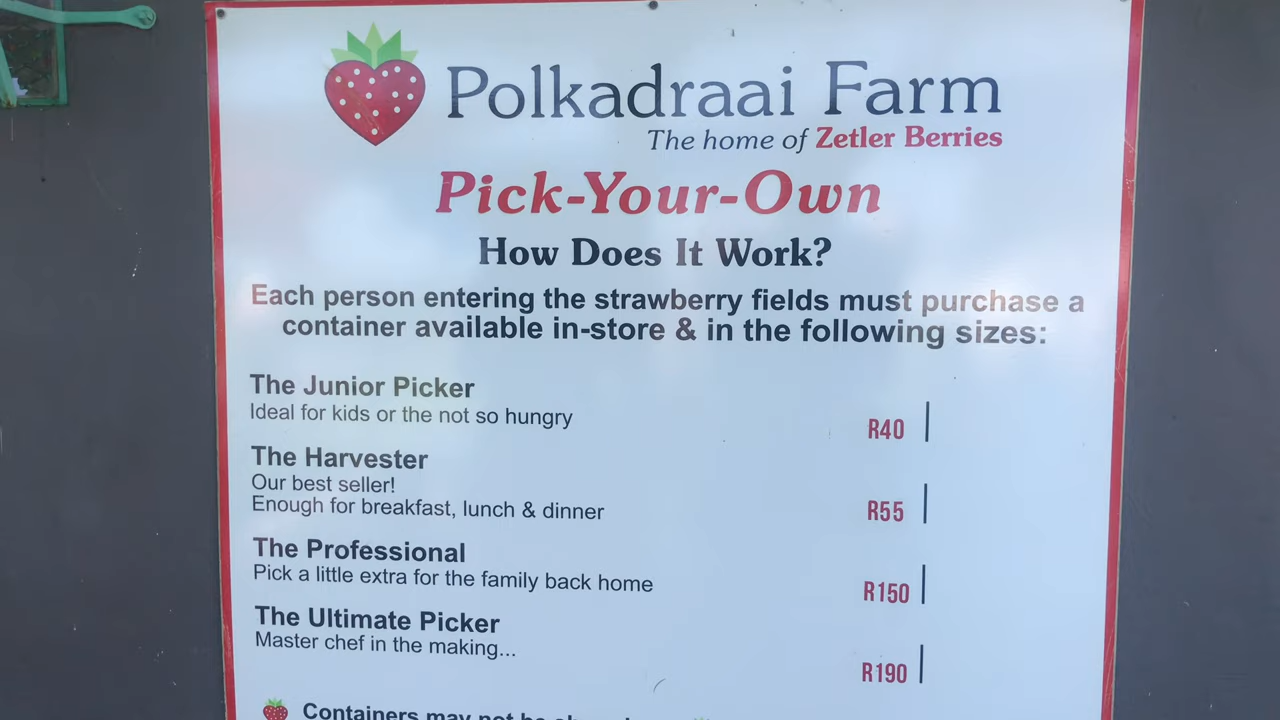 Polkadraai Farm
The home of Zetler Berries
Pick-Your-Own
How Does It Work?
Each person entering the strawberry fields must purchase a
container available in-store & in the following sizes:
The Junior Picker
Ideal for kids or the not so hungry
R40
The Harvester
Our best seller!
Enough for breakfast, lunch & dinner
R55
The Professional
Pick a little extra for the family back home
R150
The Ultimate Picker
Master chef in the making...
R190
Containers may not be